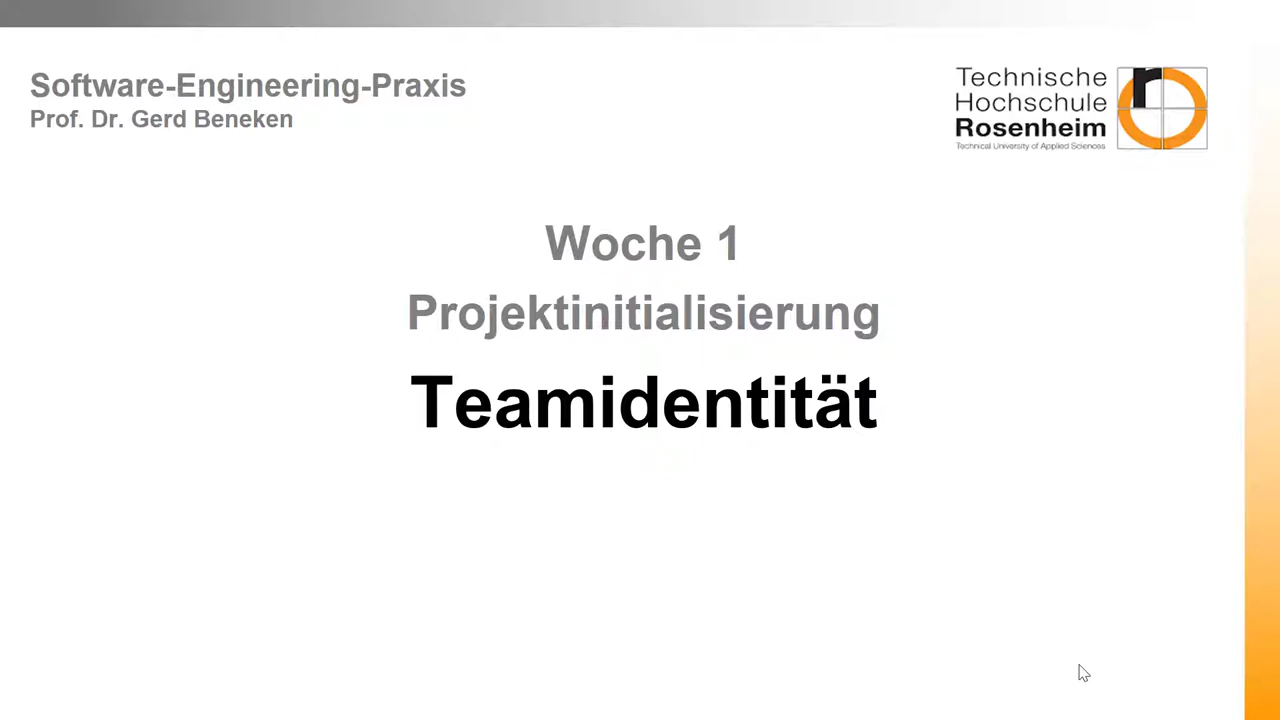 Software-Engineering-Praxis
Prof. Dr. Gerd Beneken
Technische
Hochschule
Rosenheim
Technical University of Applied Sciences
Woche 1
Projektinitialisierung
Teamidentität